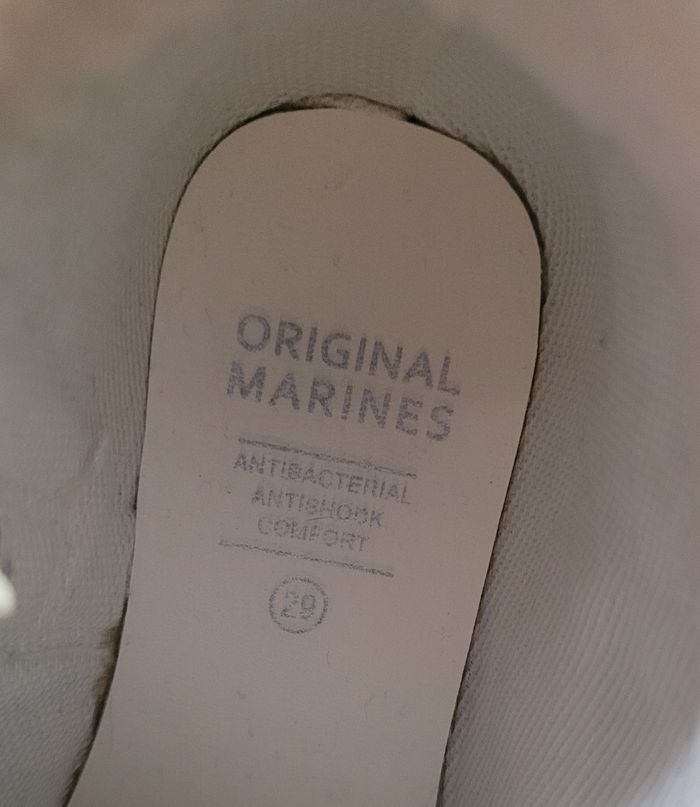 ORIGINAL
MARINES
ANTIBACTERIAL
ANTISHOCK
COMFORT
29